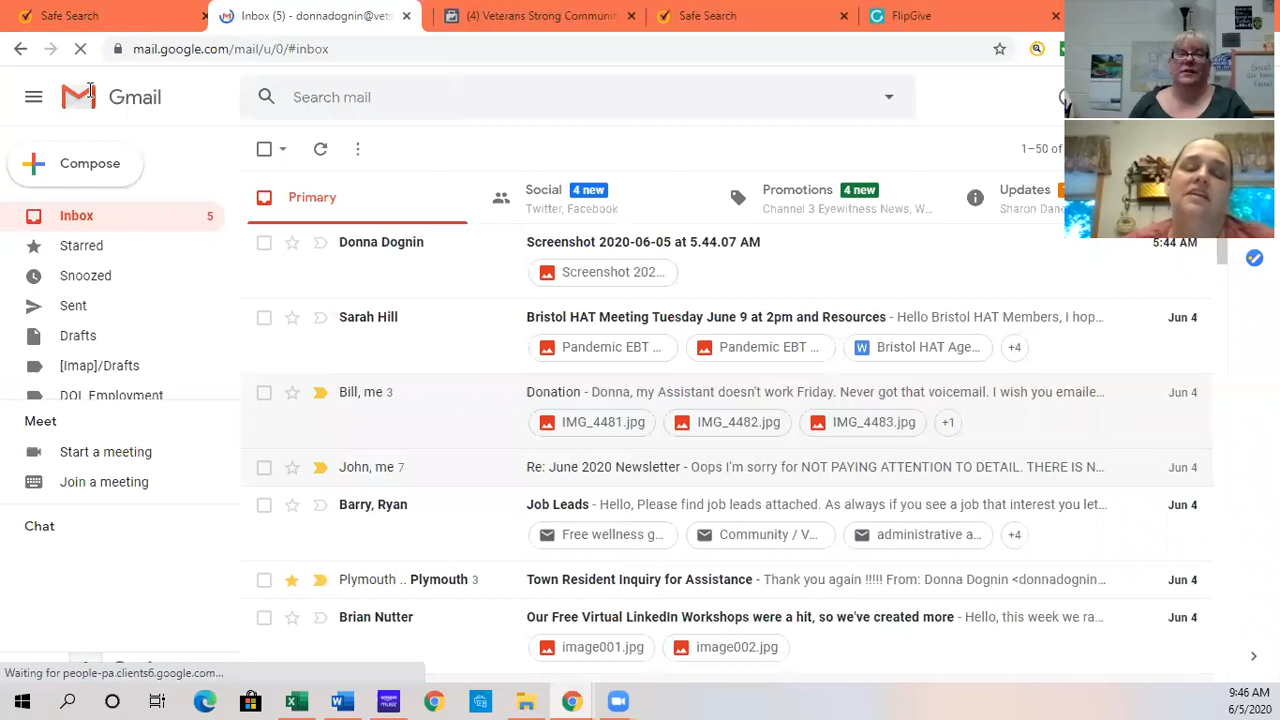 Safe Search
Inbox (5) - donnadognin@vets
(4) Veterans Strong Communi
Safe Search
FlipGive
mail.google.com/mail/u/0/#inbox
Gmail
Search mail
Compose
1–50 of
Primary
Social 4 new
Twitter, Facebook
Promotions 4 new
Channel 3 Eyewitness News, W...
Updates
Sharon Dano
Inbox 5
Starred
Snoozed
Sent
Drafts
[Imap]/Drafts
DOL Employment
Meet
Start a meeting
Join a meeting
Chat
Donna Dognin Screenshot 2020-06-05 at 5.44.07 AM 5:44 AM
Screenshot 202...
Sarah Hill Bristol HAT Meeting Tuesday June 9 at 2pm and Resources - Hello Bristol HAT Members, I hop... Jun 4
Pandemic EBT ... Pandemic EBT ... Bristol HAT Age... +4
Bill, me 3 Donation - Donna, my Assistant doesn't work Friday. Never got that voicemail. I wish you emaile... Jun 4
IMG_4481.jpg IMG_4482.jpg IMG_4483.jpg +1
John, me 7 Re: June 2020 Newsletter - Oops I'm sorry for NOT PAYING ATTENTION TO DETAIL. THERE IS N... Jun 4
Barry, Ryan Job Leads - Hello, Please find job leads attached. As always if you see a job that interest you let... Jun 4
Free wellness g... Community / V... administrative a... +4
Plymouth .. Plymouth 3 Town Resident Inquiry for Assistance - Thank you again !!!!! From: Donna Dognin <donnadognin... Jun 4
Brian Nutter Our Free Virtual LinkedIn Workshops were a hit, so we've created more - Hello, this week we ra... Jun 4
image001.jpg image002.jpg
Waiting for people-pa.clients6.google.com...
9:46 AM
6/5/2020